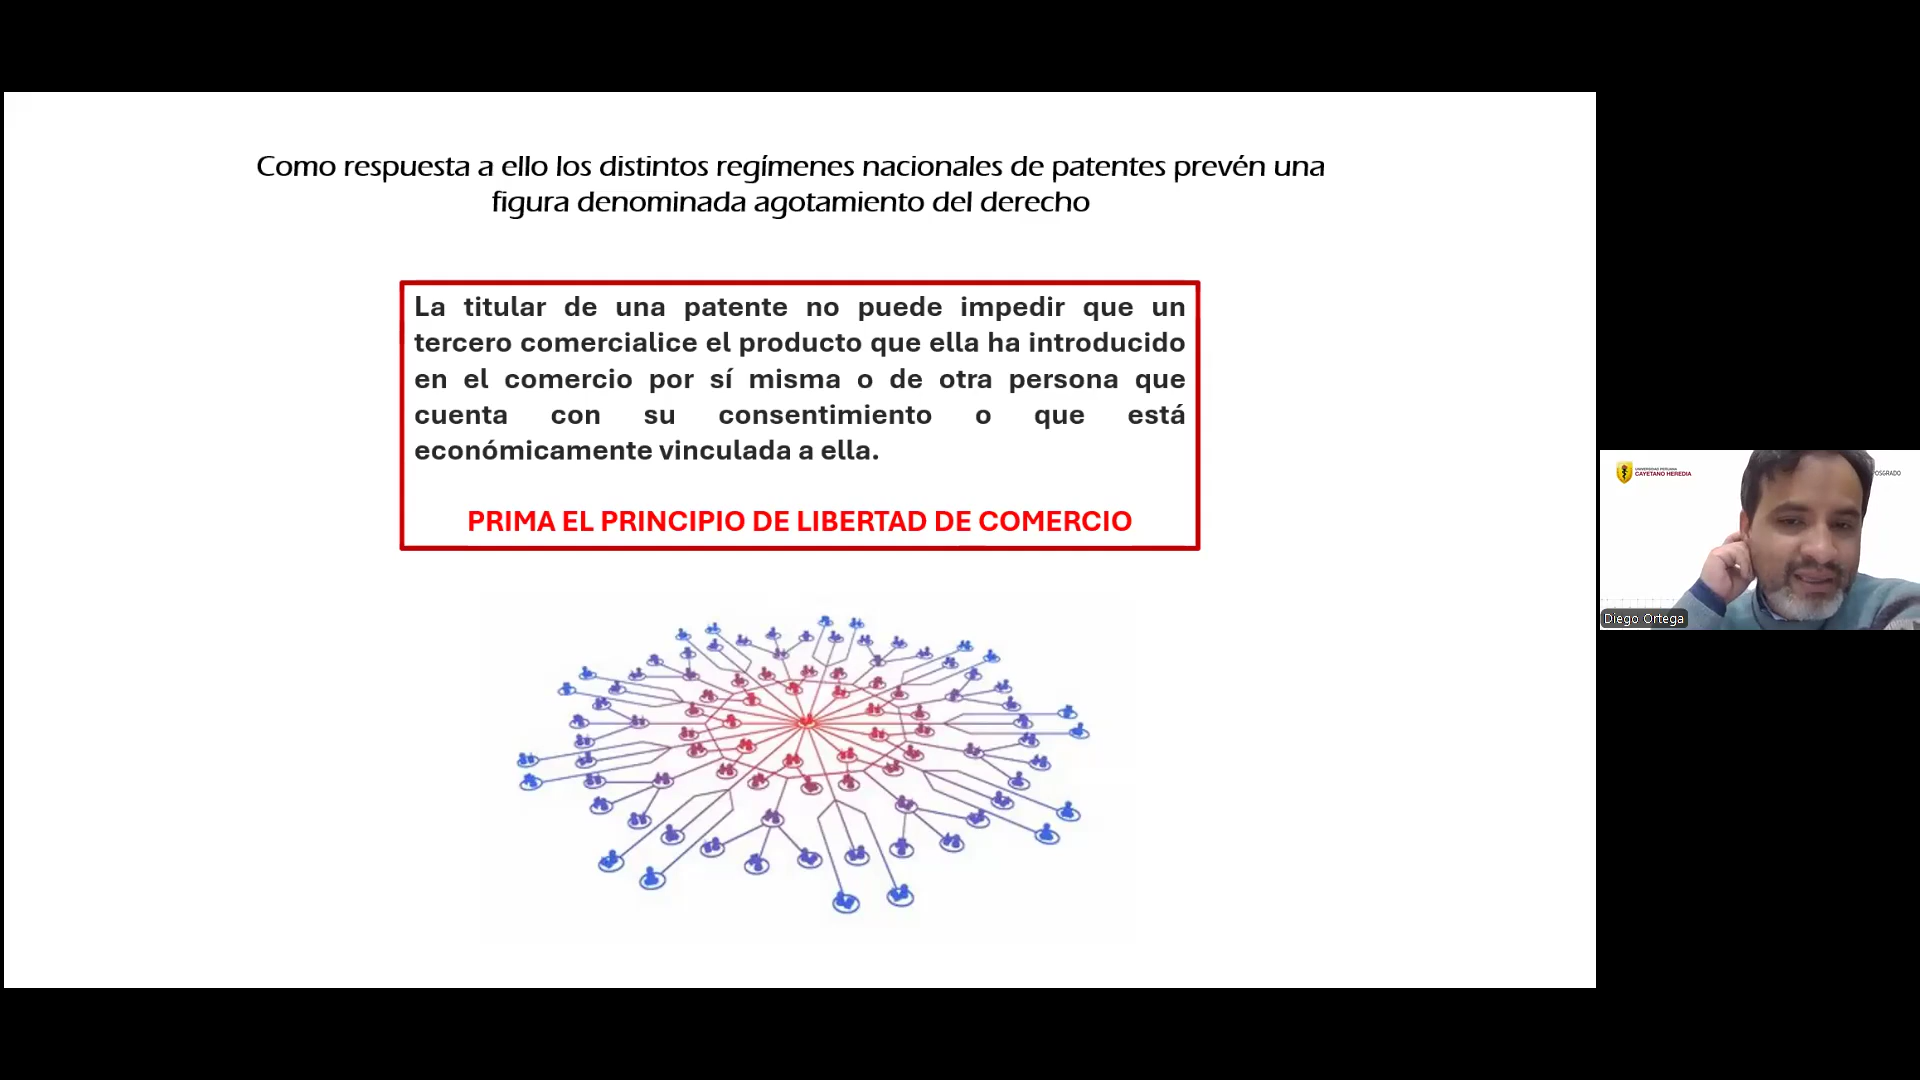 Como respuesta a ello los distintos regímenes nacionales de patentes prevén una
figura denominada agotamiento del derecho
La titular de una patente no puede impedir que un
tercero comercialice el producto que ella ha introducido
en el comercio por sí misma o de otra persona que
cuenta con su consentimiento o que está
económicamente vinculada a ella.
PRIMA EL PRINCIPIO DE LIBERTAD DE COMERCIO
UNIVERSIDAD PERUANA
CAYETANO HEREDIA
POSGRADO
Diego Ortega